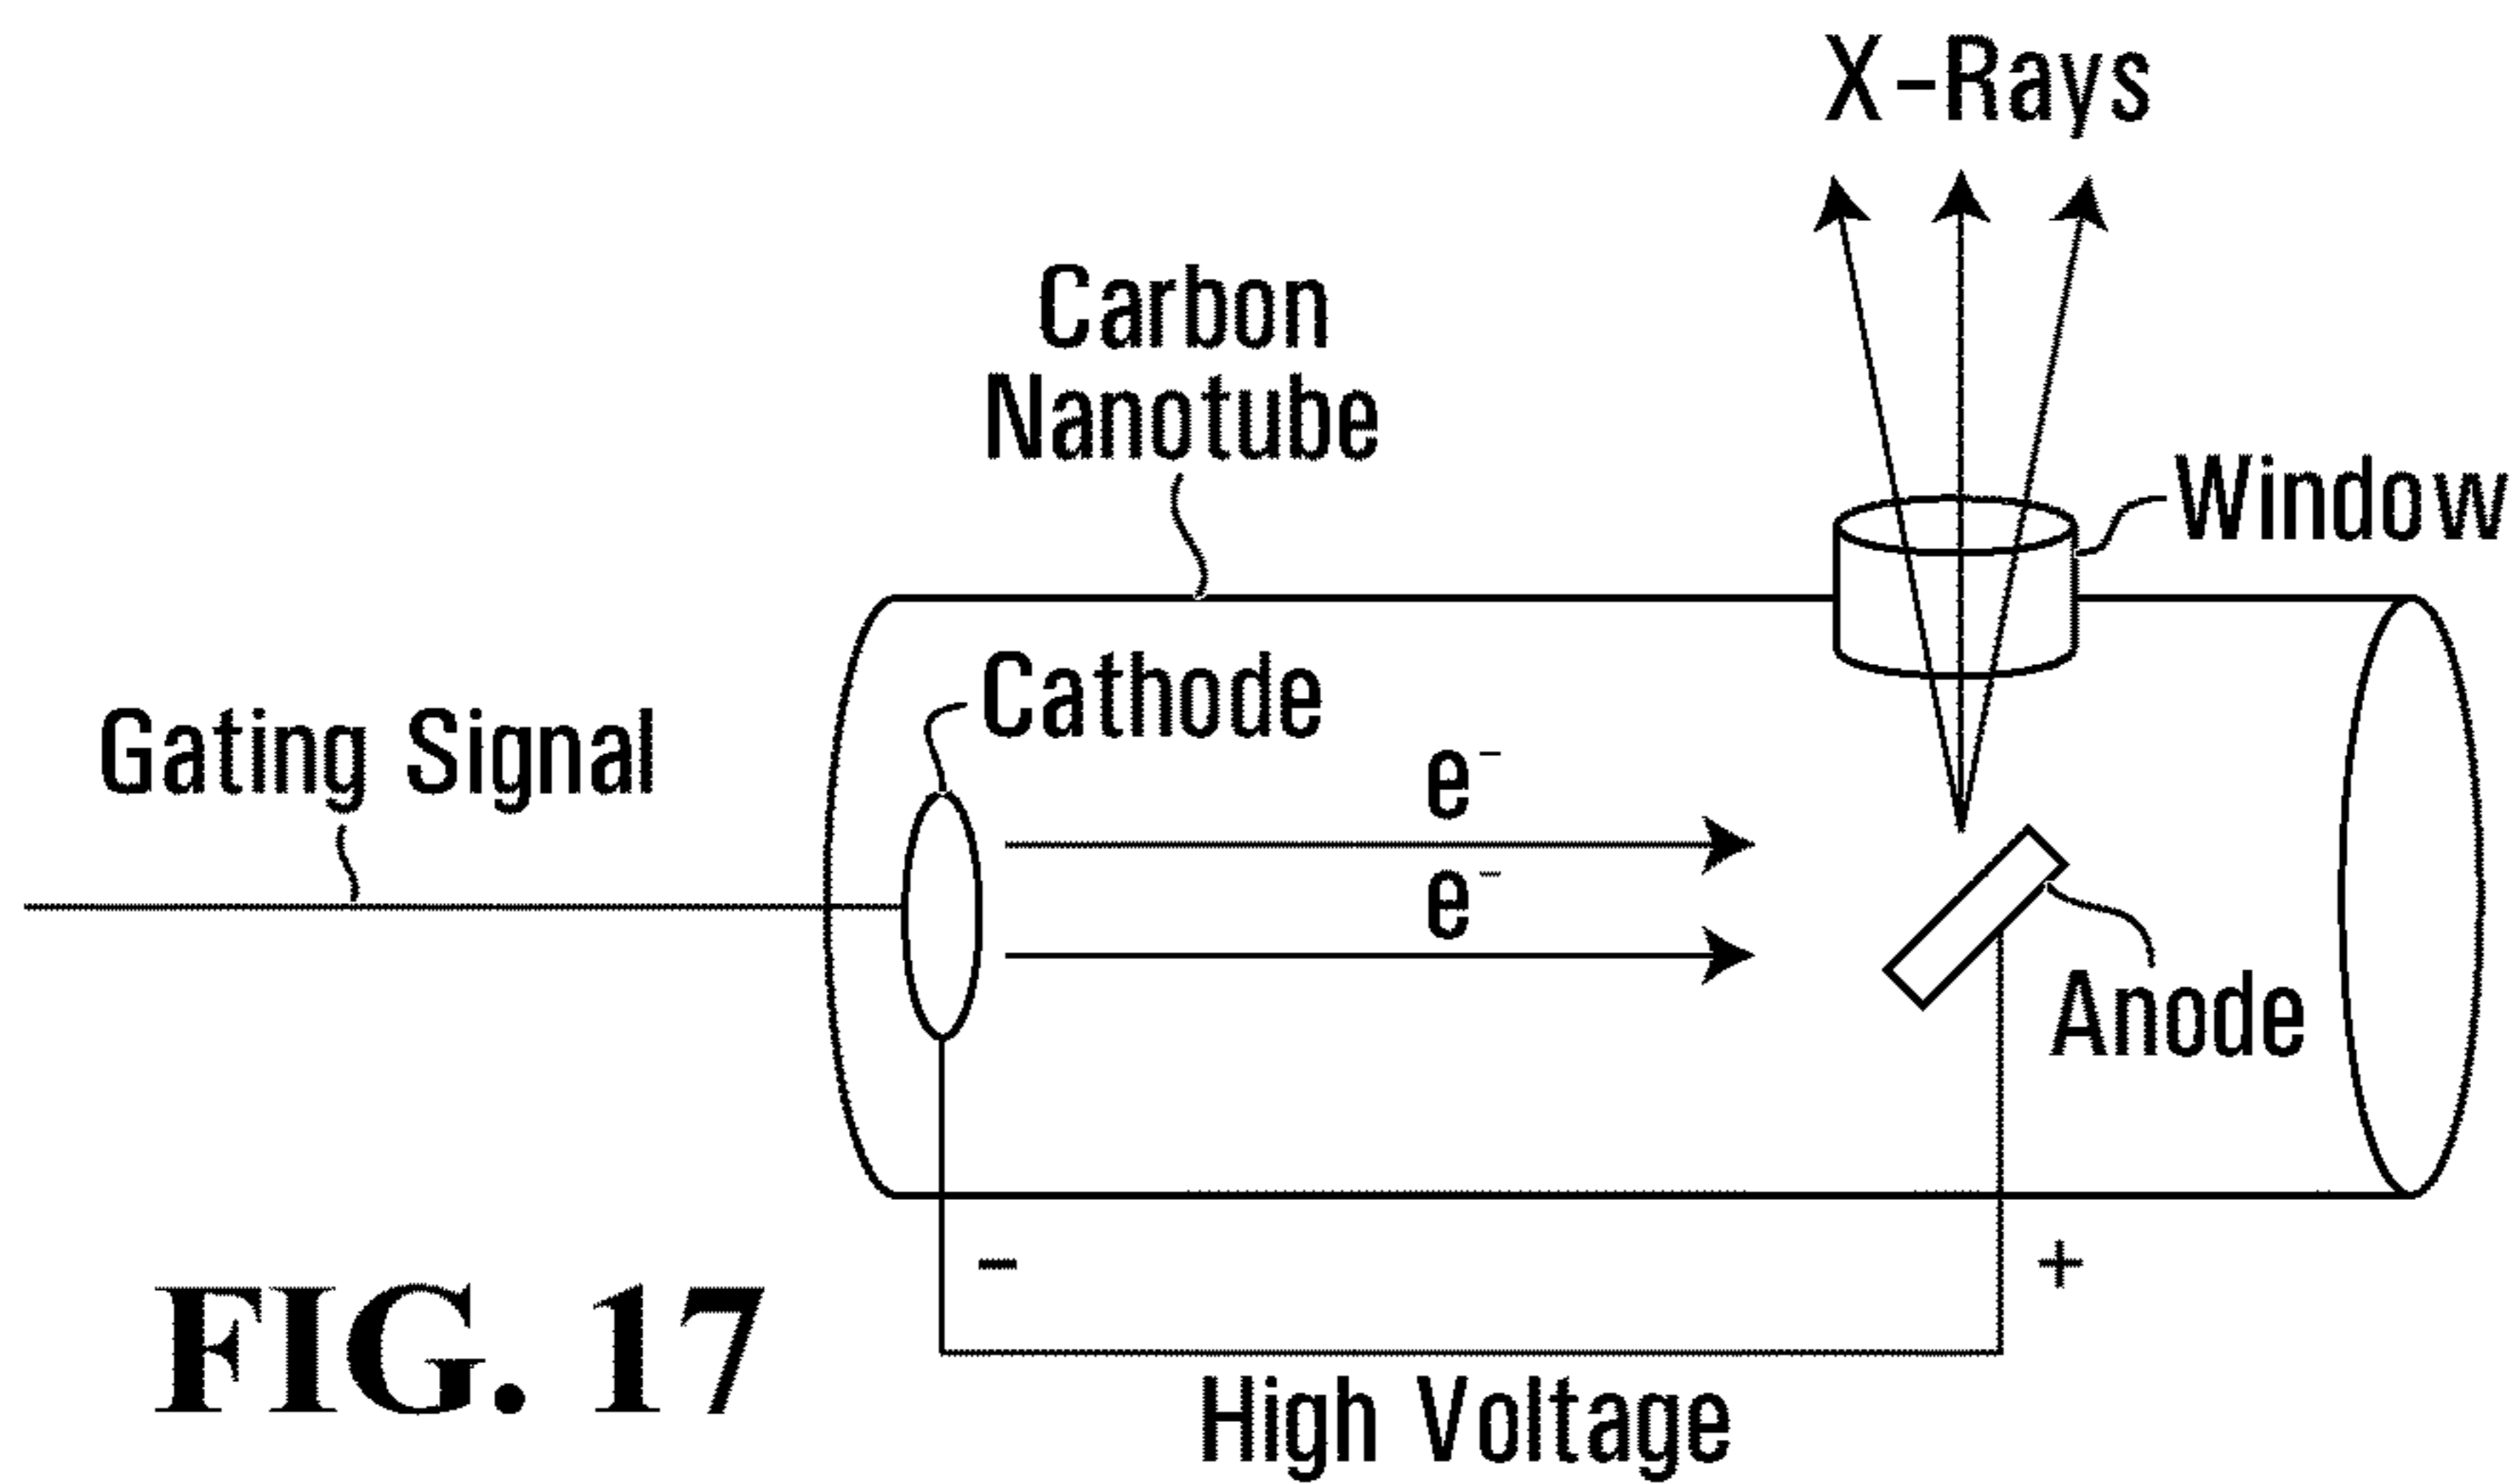 X-Rays
Carbon
Nanotube
Window
Cathode
Gating Signal
e⁻
e⁻
Anode
- +
FIG. 17
High Voltage